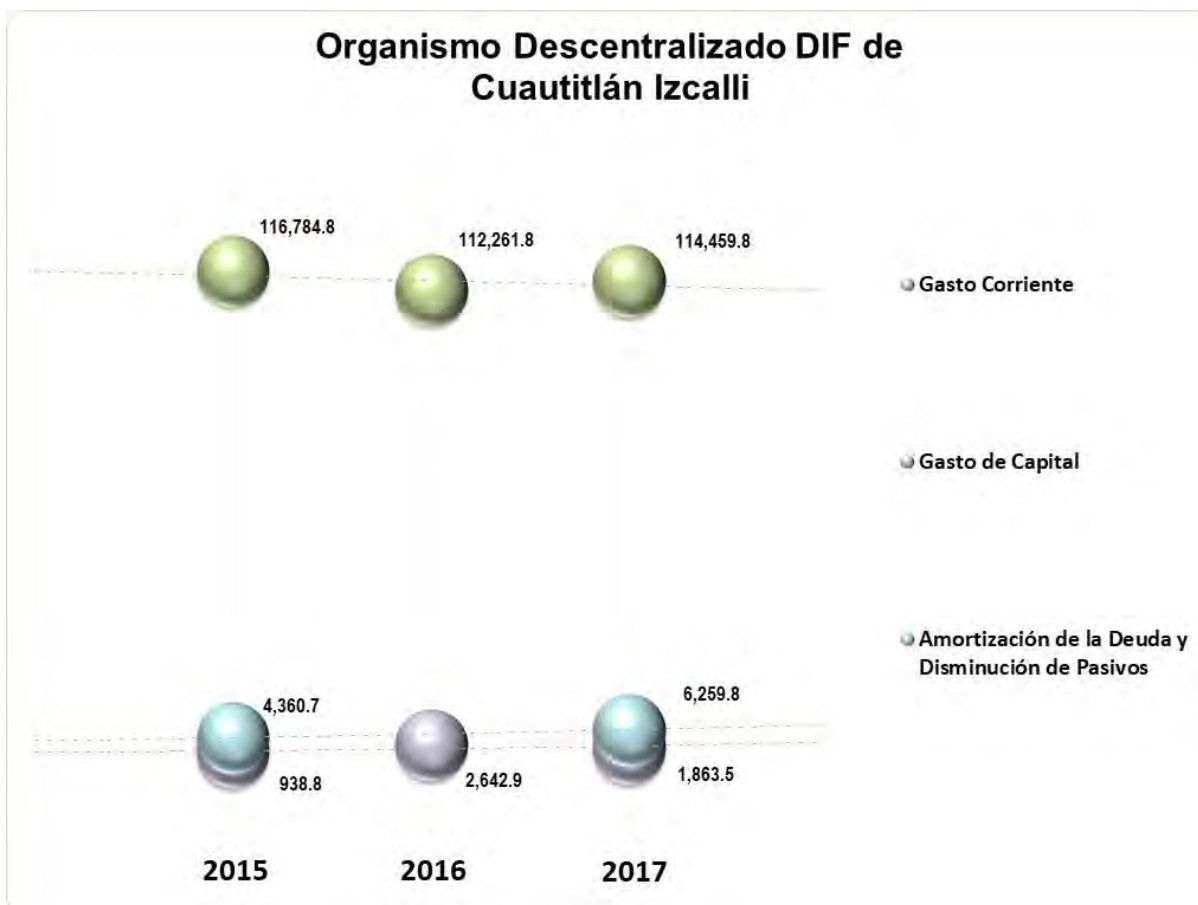 Organismo Descentralizado DIF de
Cuautitlán Izcalli
116,784.8
112,261.8
114,459.8
Gasto Corriente
Gasto de Capital
Amortización de la Deuda y
Disminución de Pasivos
4,360.7
6,259.8
938.8
2,642.9
1,863.5
2015
2016
2017